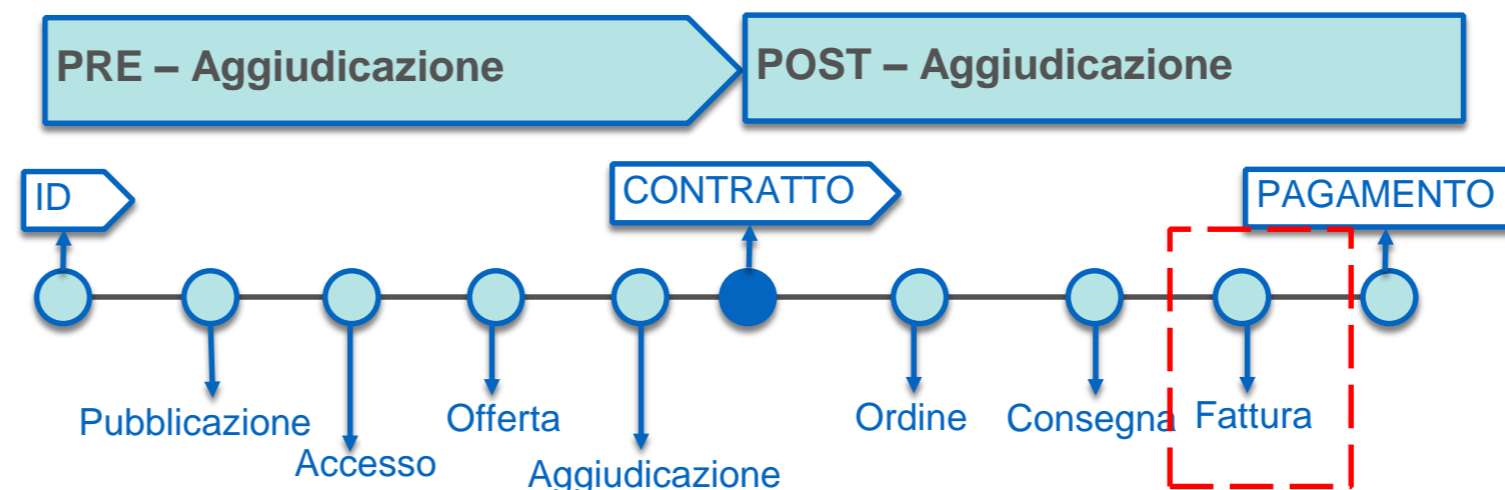 PRE – Aggiudicazione
POST – Aggiudicazione
ID
CONTRATTO
PAGAMENTO
Pubblicazione
Accesso
Offerta
Aggiudicazione
Ordine
Consegna
Fattura